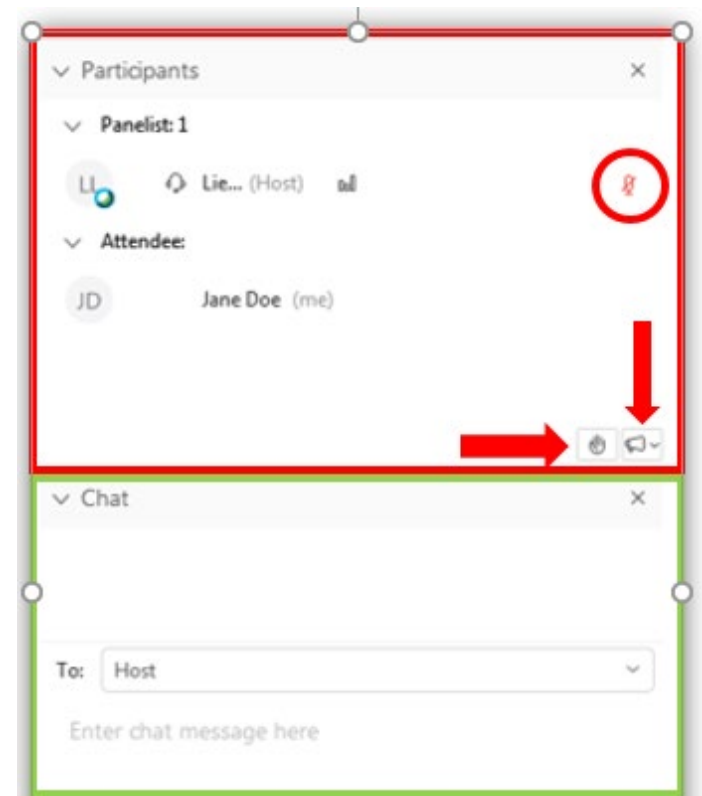 Participants
Panelist: 1
LL Lie... (Host)
Attendee:
JD Jane Doe (me)
Chat
To: Host
Enter chat message here